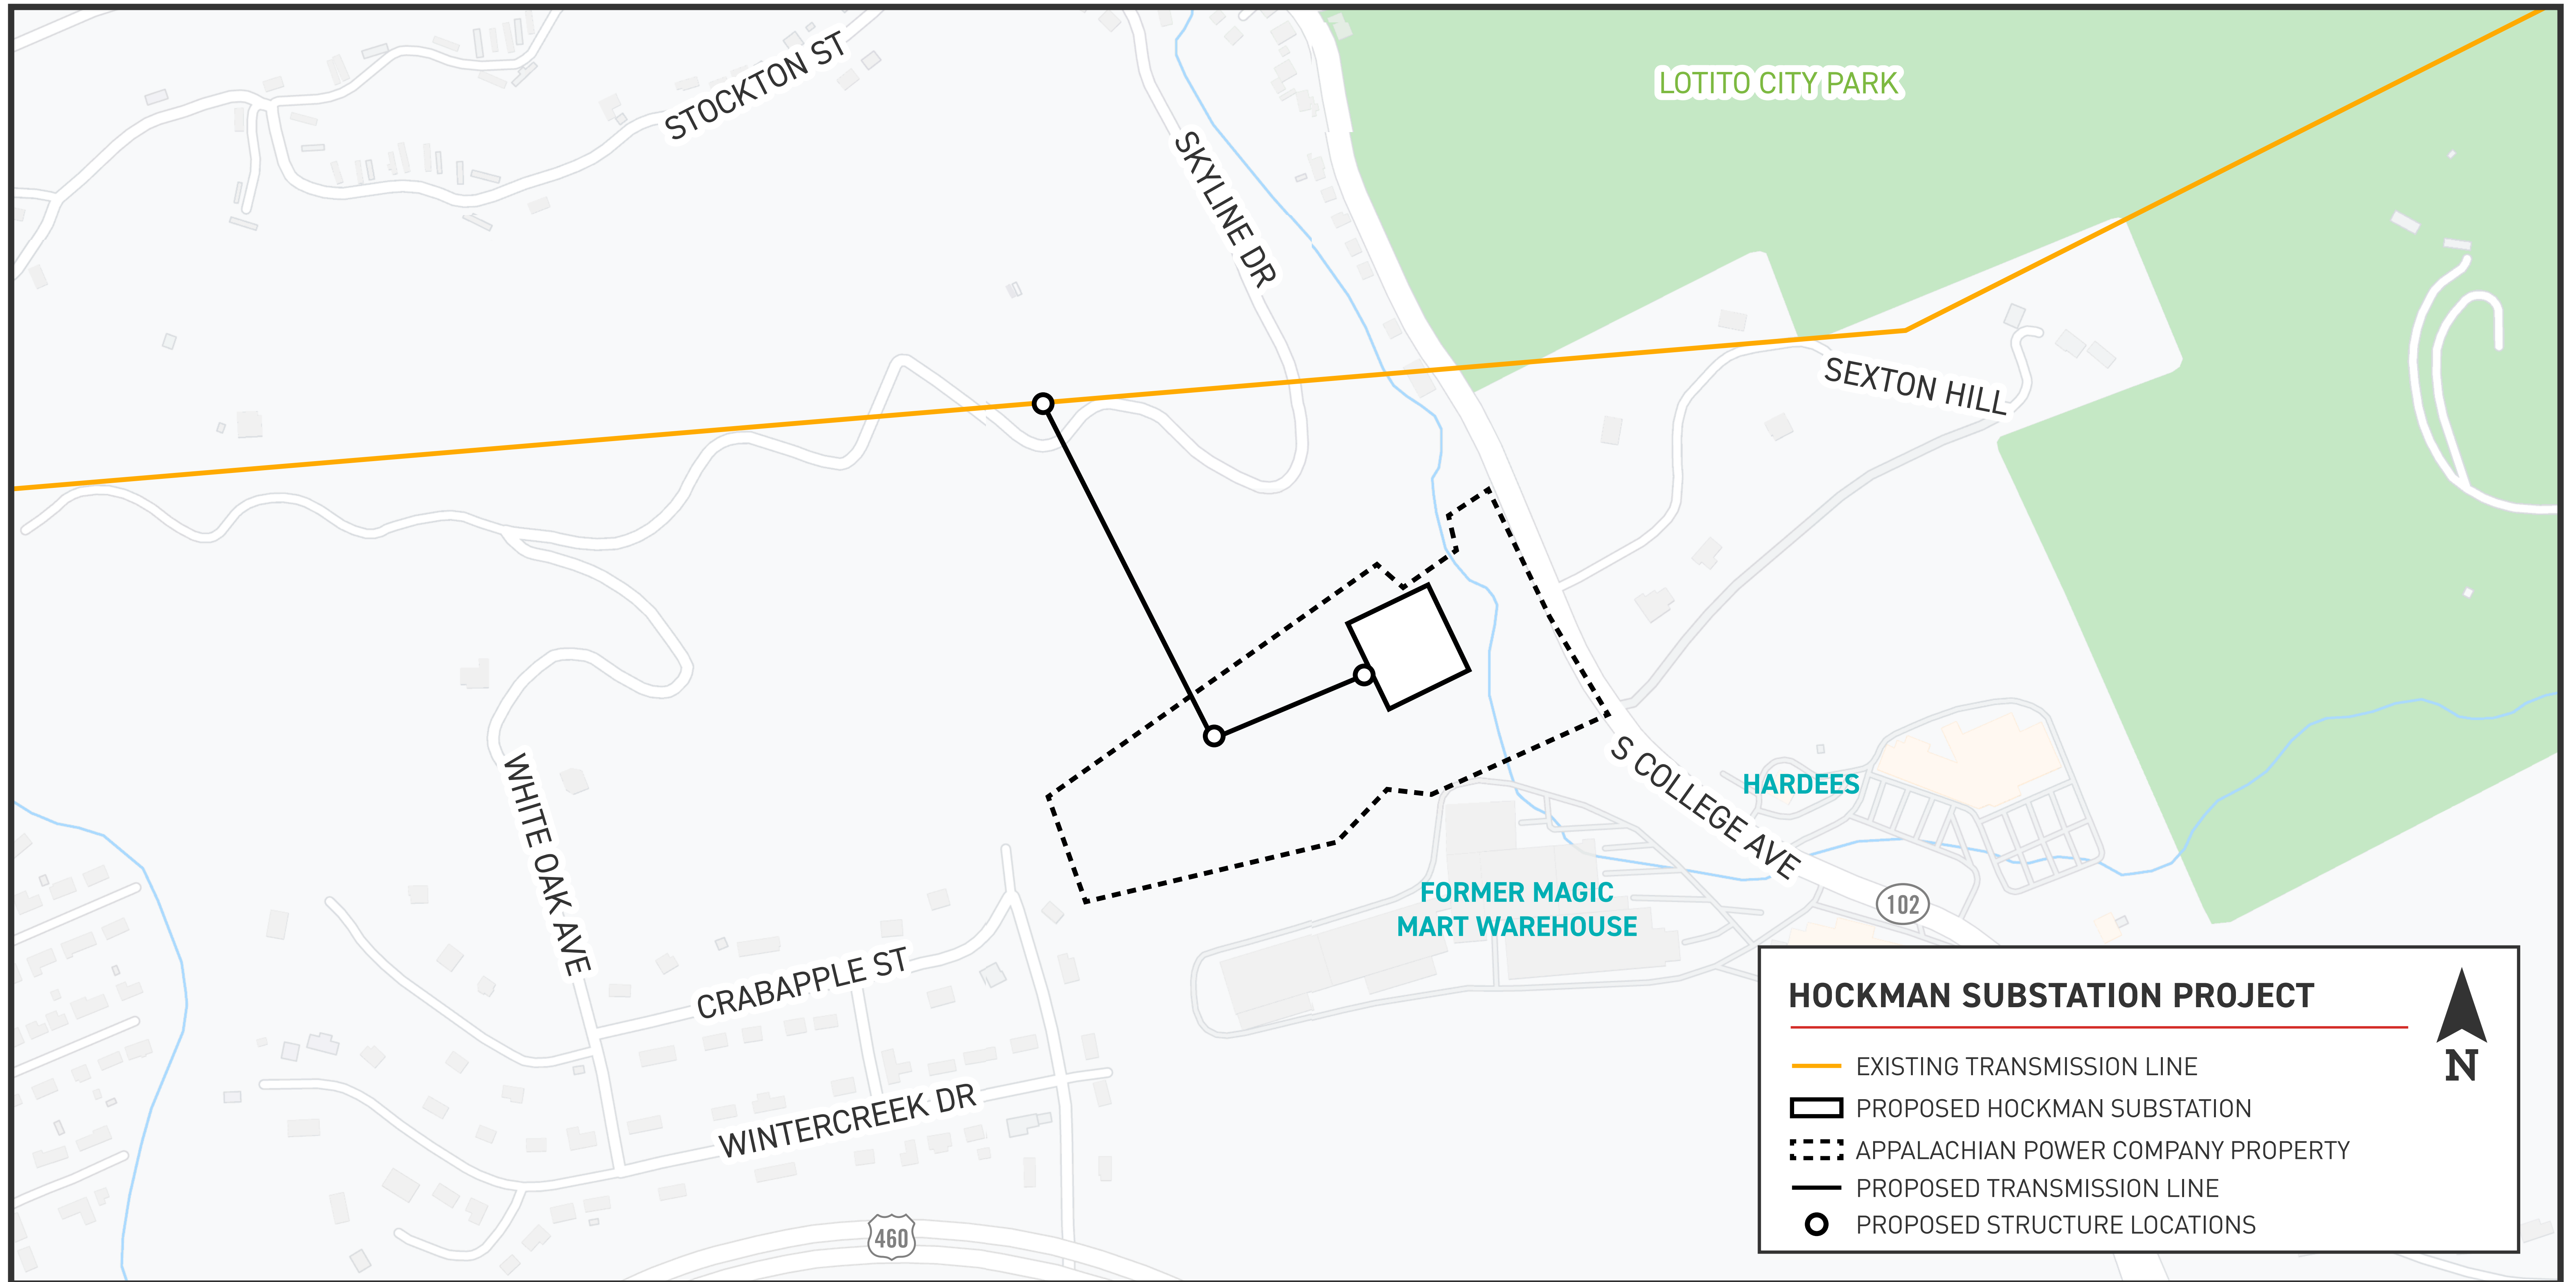 STOCKTON ST
LOTITO CITY PARK
SKYLINE DR
SEXTON HILL
WHITE OAK AVE
S COLLEGE AVE
HARDEES
FORMER MAGIC
MART WAREHOUSE
102
CRABAPPLE ST
WINTERCREEK DR
460
HOCKMAN SUBSTATION PROJECT
N
EXISTING TRANSMISSION LINE
PROPOSED HOCKMAN SUBSTATION
APPALACHIAN POWER COMPANY PROPERTY
PROPOSED TRANSMISSION LINE
PROPOSED STRUCTURE LOCATIONS